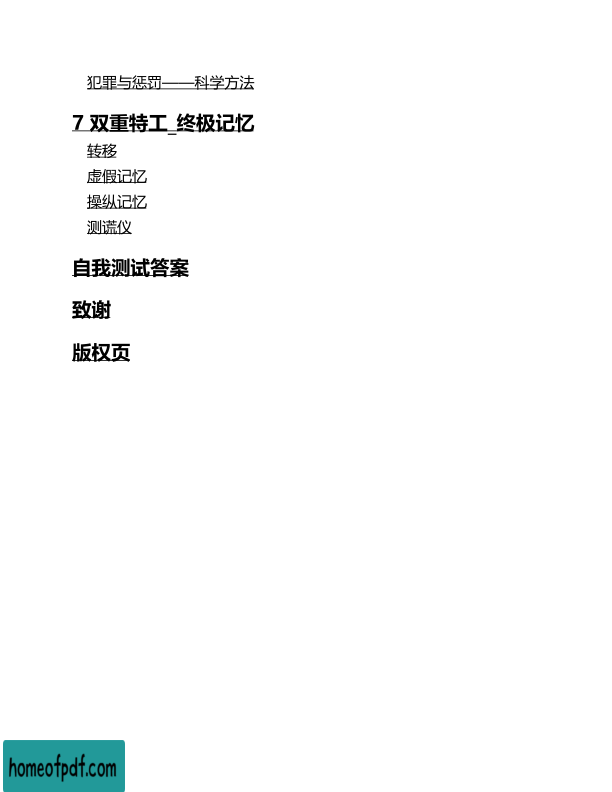 犯罪与惩罚——科学方法
7 双重特工_终极记忆
转移
虚假记忆
操纵记忆
测谎仪
自我测试答案
致谢
版权页
homeofpdf.com